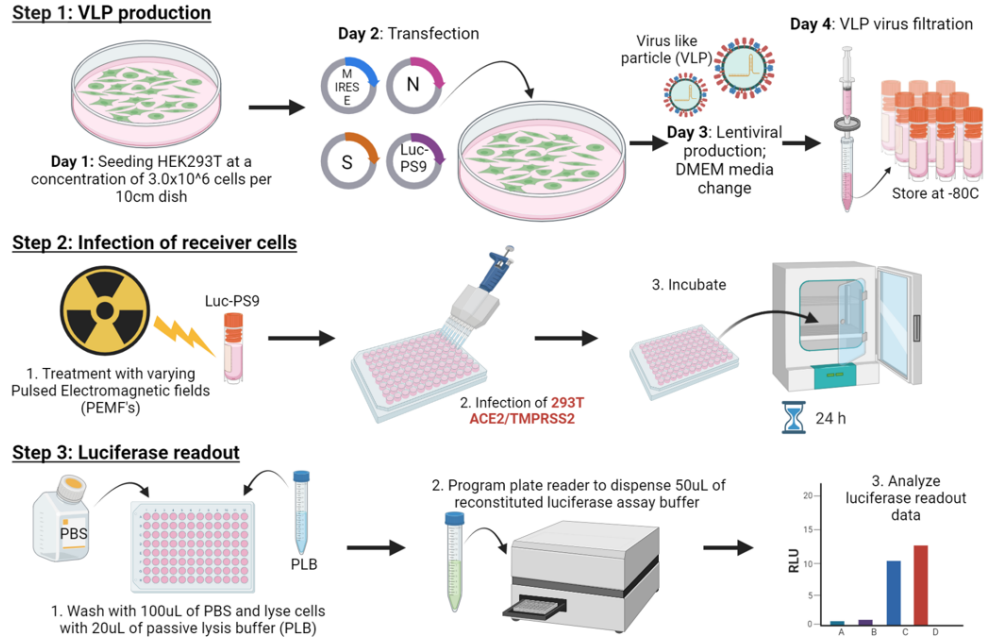 Step 1: VLP production
Day 1: Seeding HEK293T at a
concentration of 3.0x10^6 cells per
10cm dish
Day 2: Transfection
M
IRES
E
N
S
Luc-
PS9
Virus like
particle (VLP)
Day 3: Lentiviral
production;
DMEM media
change
Day 4: VLP virus filtration
Store at -80C
Step 2: Infection of receiver cells
Luc-PS9
1. Treatment with varying
Pulsed Electromagnetic fields
(PEMF's)
2. Infection of 293T
ACE2/TMPRSS2
3. Incubate
24 h
Step 3: Luciferase readout
PBS
PLB
1. Wash with 100uL of PBS and lyse cells
with 20uL of passive lysis buffer (PLB)
2. Program plate reader to dispense 50uL of
reconstituted luciferase assay buffer
3. Analyze
luciferase readout
data
RLU
20
15
10
5
0
A B C D